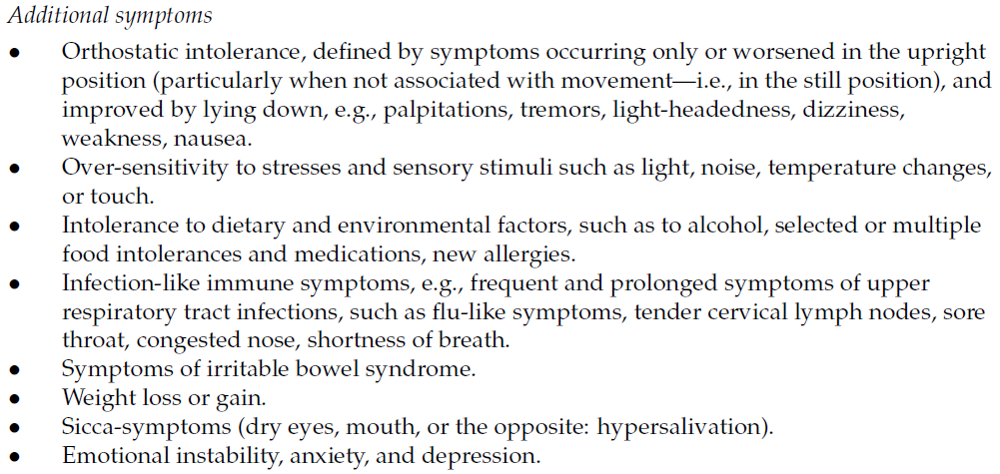 Additional symptoms
● Orthostatic intolerance, defined by symptoms occurring only or worsened in the upright
position (particularly when not associated with movement—i.e., in the still position), and
improved by lying down, e.g., palpitations, tremors, light-headedness, dizziness,
weakness, nausea.
● Over-sensitivity to stresses and sensory stimuli such as light, noise, temperature changes,
or touch.
● Intolerance to dietary and environmental factors, such as to alcohol, selected or multiple
food intolerances and medications, new allergies.
● Infection-like immune symptoms, e.g., frequent and prolonged symptoms of upper
respiratory tract infections, such as flu-like symptoms, tender cervical lymph nodes, sore
throat, congested nose, shortness of breath.
● Symptoms of irritable bowel syndrome.
● Weight loss or gain.
● Sicca-symptoms (dry eyes, mouth, or the opposite: hypersalivation).
● Emotional instability, anxiety, and depression.